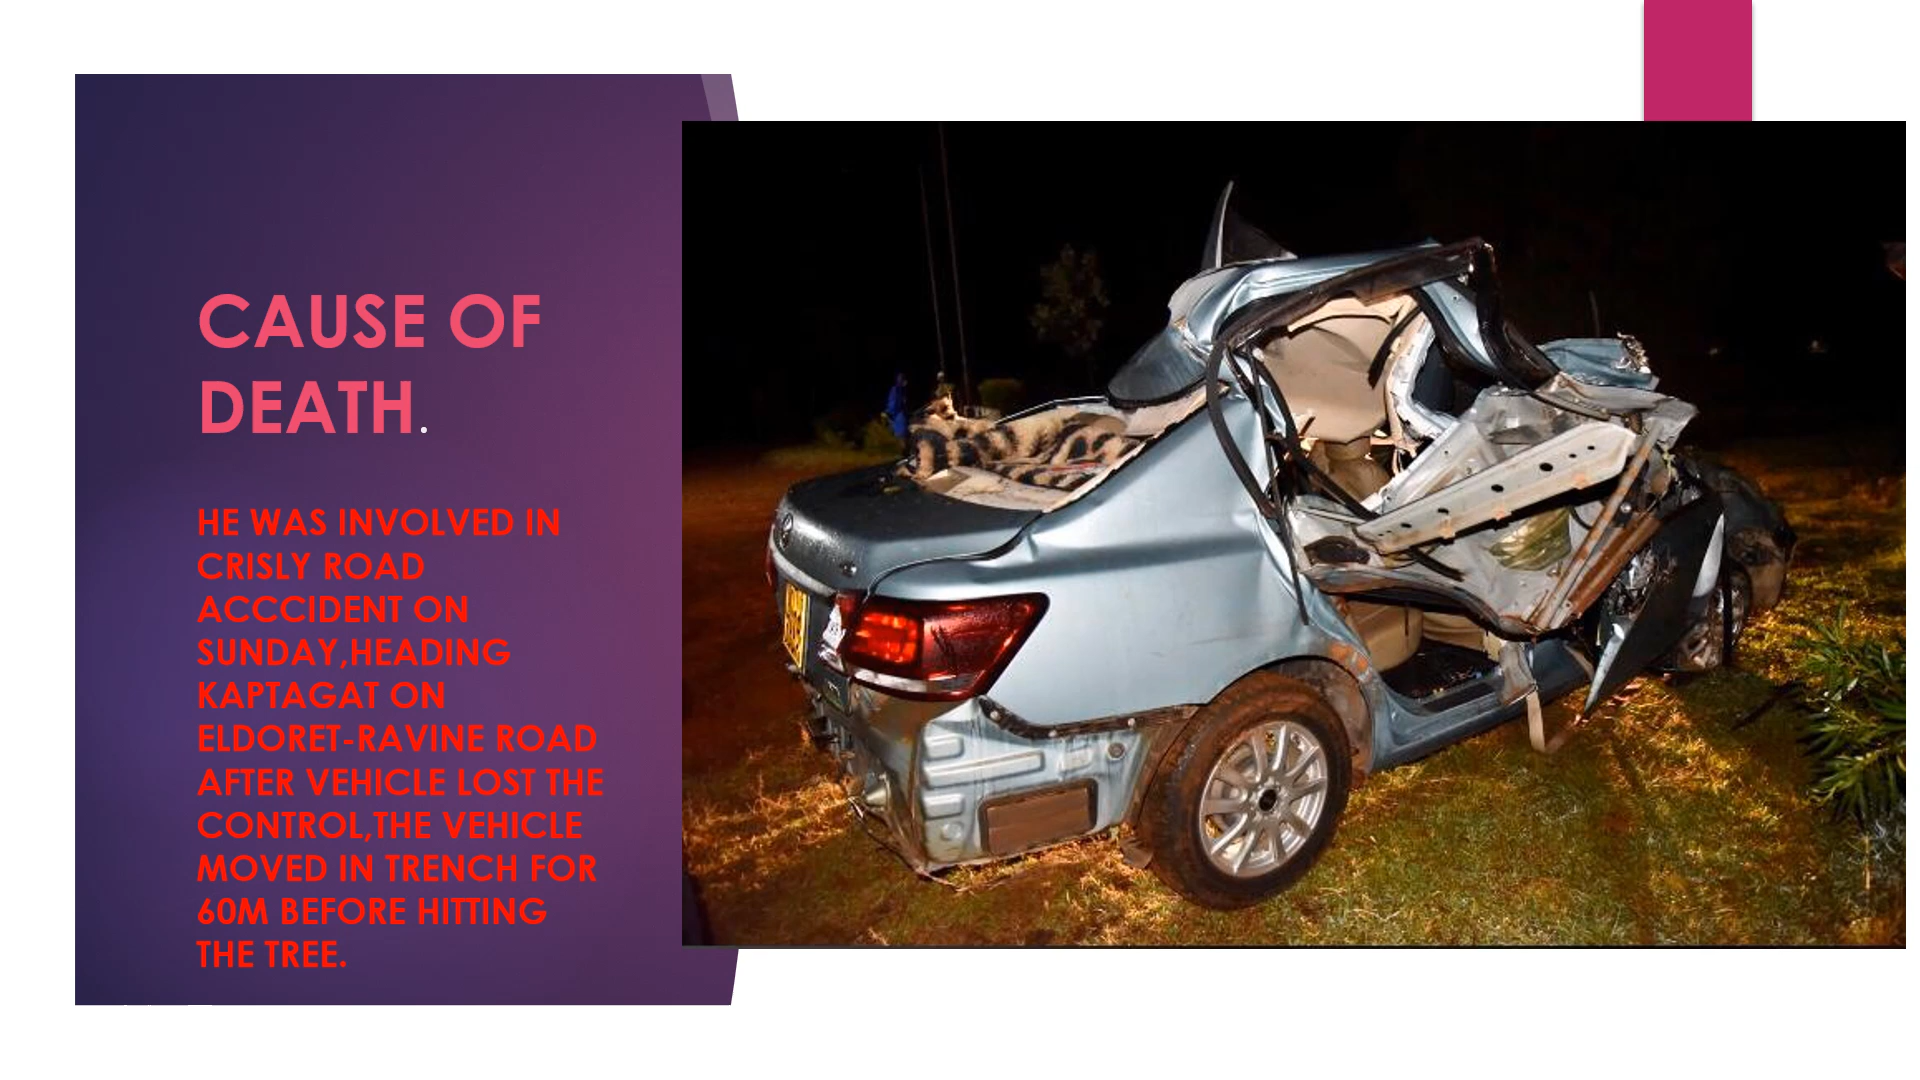 CAUSE OF
DEATH.
HE WAS INVOLVED IN
CRISLY ROAD
ACCCIDENT ON
SUNDAY,HEADING
KAPTAGAT ON
ELDORET-RAVINE ROAD
AFTER VEHICLE LOST THE
CONTROL,THE VEHICLE
MOVED IN TRENCH FOR
60M BEFORE HITTING
THE TREE.